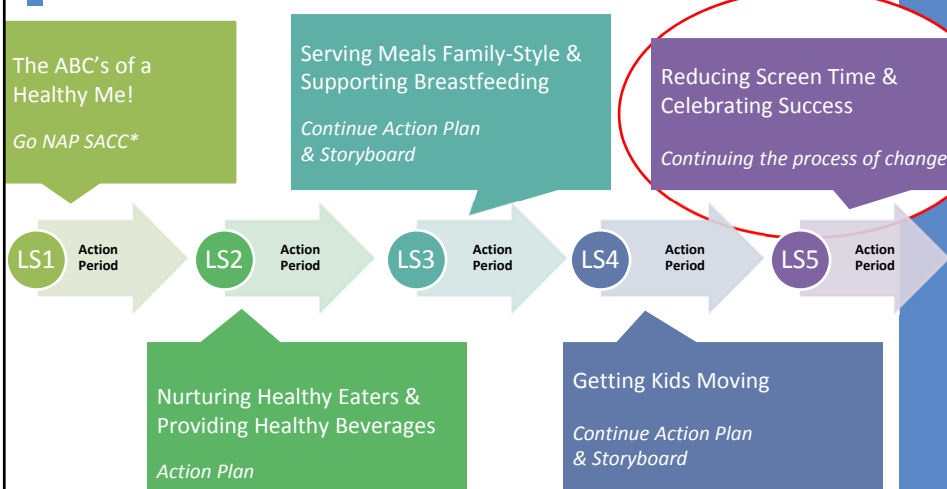 The ABC's of a
Healthy Me!
Go NAP SACC*
Serving Meals Family-Style &
Supporting Breastfeeding
Continue Action Plan
& Storyboard
Reducing Screen Time &
Celebrating Success
Continuing the process of change
LS1
Action
Period
LS2
Action
Period
LS3
Action
Period
LS4
Action
Period
LS5
Action
Period
Nurturing Healthy Eaters &
Providing Healthy Beverages
Action Plan
Getting Kids Moving
Continue Action Plan
& Storyboard